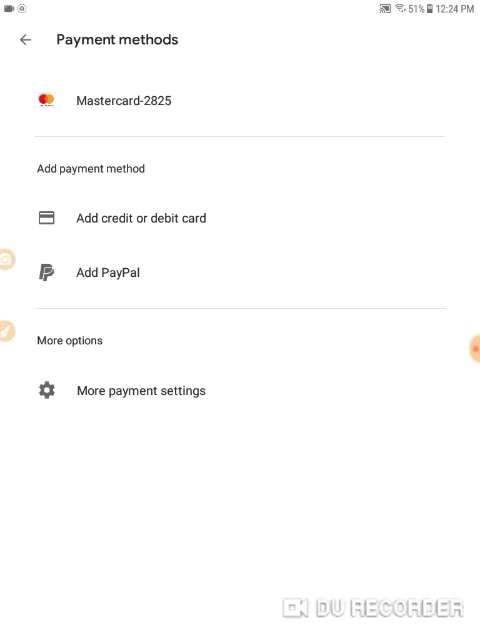 51% 12:24 PM
Payment methods
Mastercard-2825
Add payment method
Add credit or debit card
Add PayPal
More options
More payment settings
DU RECORDER